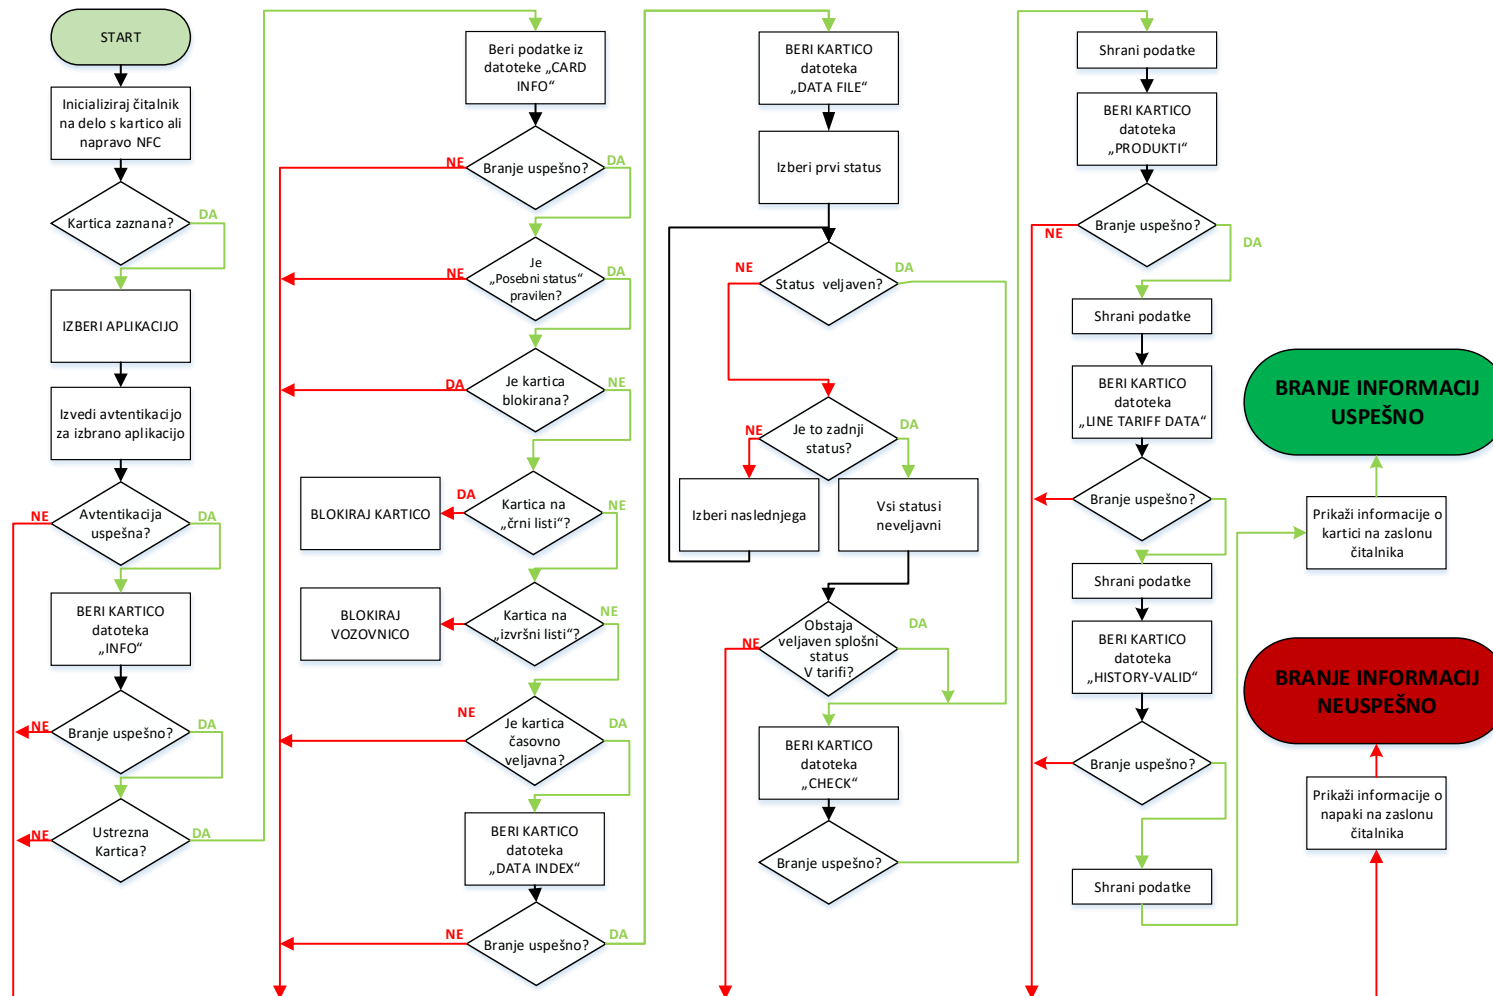 START
Inicializiraj čitalnik
na delo s kartico ali
napravo NFC
Kartica zaznana?
DA
IZBERI APLIKACIJO
Izvedi avtentikacijo
za izbrano aplikacijo
Avtentikacija
uspešna?
NE
DA
BERI KARTICO
datoteka
„INFO“
Branje uspešno?
NE
DA
Ustrezna
Kartica?
NE
DA
Beri podatke iz
datoteke „CARD
INFO“
Branje uspešno?
NE
DA
Je
„Posebni status“
pravilen?
NE
DA
Je kartica
blokirana?
DA
NE
Kartica na
„črni listi“?
DA
NE
BLOKIRAJ KARTICO
Kartica na
„izvršni listi“?
NE
BLOKIRAJ
VOZOVNICO
Je kartica
časovno
veljavna?
NE
DA
BERI KARTICO
datoteka
„DATA INDEX“
Branje uspešno?
NE
DA
BERI KARTICO
datoteka
„DATA FILE“
Izberi prvi status
Status veljaven?
NE
DA
Je to zadnji
status?
NE
DA
Izberi naslednjega
Vsi statusi
neveljavni
Obstaja
veljaven splošni
status
V tarifi?
NE
DA
BERI KARTICO
datoteka
„CHECK“
Branje uspešno?
Shrani podatke
BERI KARTICO
datoteka
„PRODUKTI“
Branje uspešno?
NE
DA
Shrani podatke
BERI KARTICO
datoteka
„LINE TARIFF DATA“
Branje uspešno?
Shrani podatke
BERI KARTICO
datoteka
„HISTORY-VALID“
Branje uspešno?
Shrani podatke
BRANJE INFORMACIJ
USPEŠNO
Prikaži informacije o
kartici na zaslonu
čitalnika
BRANJE INFORMACIJ
NEUSPEŠNO
Prikaži informacije o
napaki na zaslonu
čitalnika